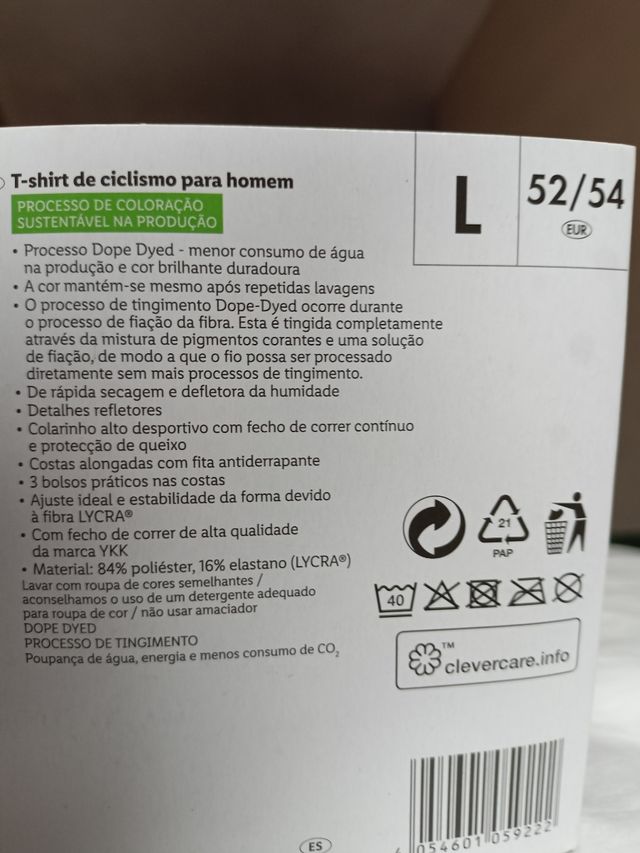 T-shirt de ciclismo para homem
PROCESSO DE COLORAÇÃO
SUSTENTÁVEL NA PRODUÇÃO
• Processo Dope Dyed - menor consumo de água
na produção e cor brilhante duradoura
• A cor mantém-se mesmo após repetidas lavagens
• O processo de tingimento Dope-Dyed ocorre durante
o processo de fiação da fibra. Esta é tingida completamente
através da mistura de pigmentos corantes e uma solução
de fiação, de modo a que o fio possa ser processado
diretamente sem mais processos de tingimento.
• De rápida secagem e defletora da humidade
• Detalhes refletores
• Colarinho alto desportivo com fecho de correr contínuo
e protecção de queixo
• Costas alongadas com fita antiderrapante
• 3 bolsos práticos nas costas
• Ajuste ideal e estabilidade da forma devido
à fibra LYCRA®
• Com fecho de correr de alta qualidade
da marca YKK
• Material: 84% poliéster, 16% elastano (LYCRA®)
Lavar com roupa de cores semelhantes /
aconselhamos o uso de um detergente adequado
para roupa de cor / não usar amaciador
DOPE DYED
PROCESSO DE TINGIMENTO
Poupança de água, energia e menos consumo de CO₂
L
52/54
EUR
21
PAP
40
clevercare.info™
054601 059222
ES